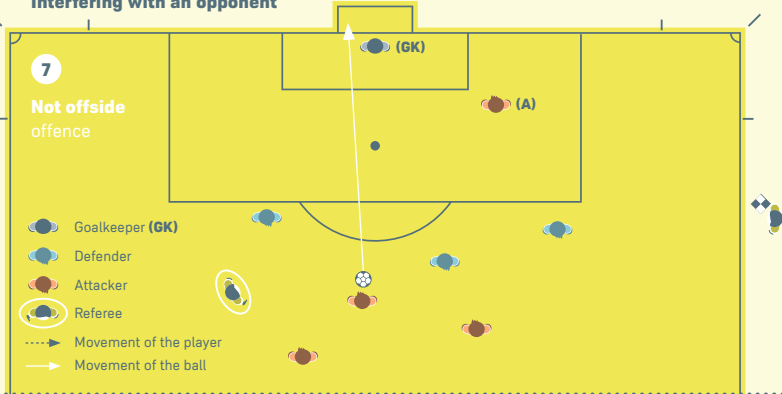 Interfering with an opponent
(GK)
7
(A)
Not offside
offence
Goalkeeper (GK)
Defender
Attacker
Referee
Movement of the player
Movement of the ball